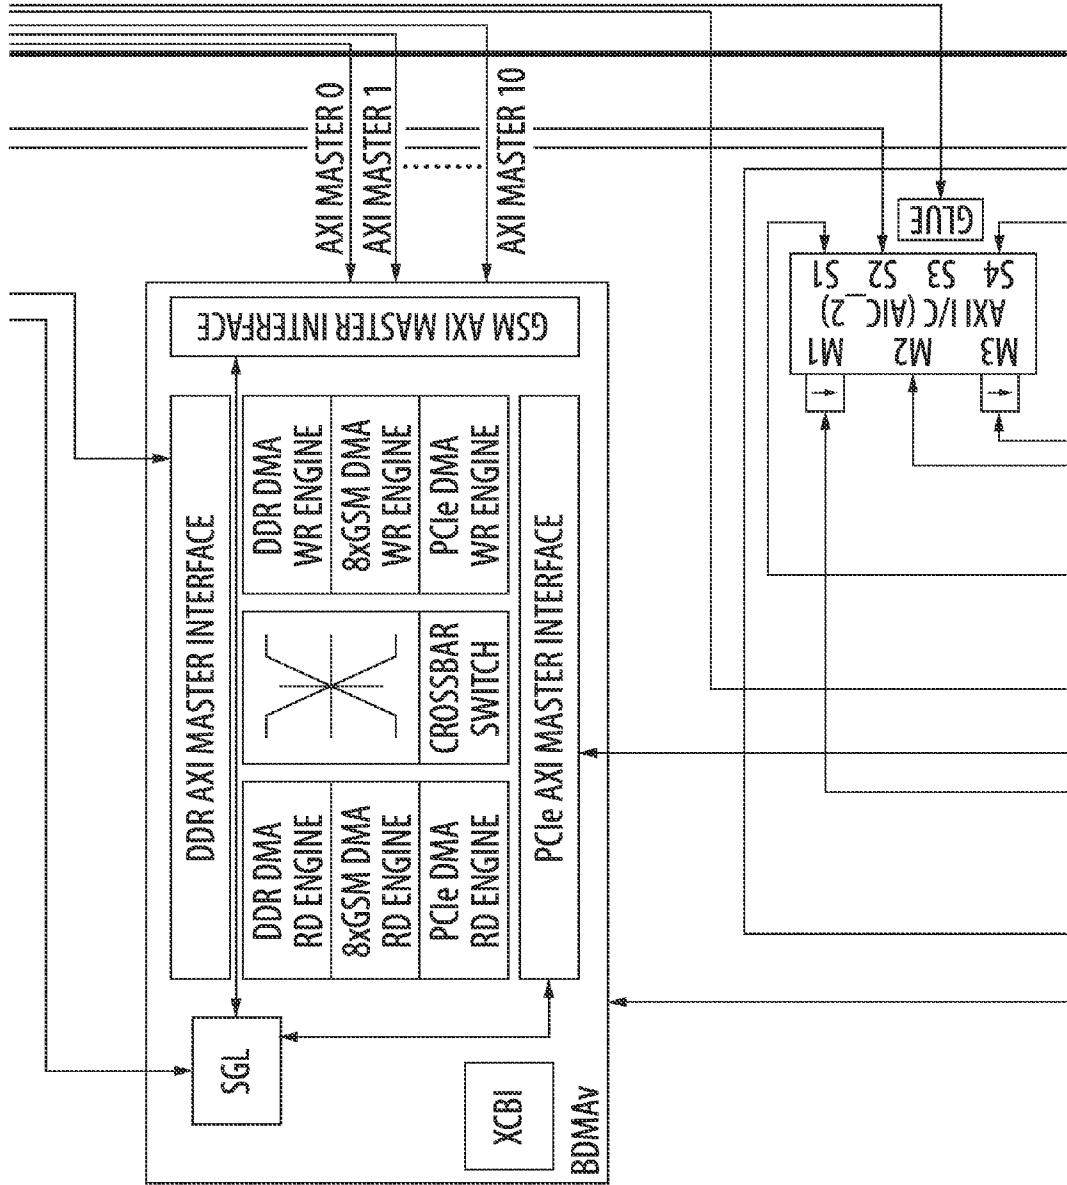 AXI MASTER 0
AXI MASTER 1
AXI MASTER 10
GLUE
S1
S2
S3
S4
AXI I/C (AIC_2)
M1
M2
M3
GSM AXI MASTER INTERFACE
DDR AXI MASTER INTERFACE
DDR DMA
WR ENGINE
8xGSM DMA
WR ENGINE
PCIe DMA
WR ENGINE
CROSSBAR
SWITCH
DDR DMA
RD ENGINE
8xGSM DMA
RD ENGINE
PCIe DMA
RD ENGINE
PCIe AXI MASTER INTERFACE
SGL
XCBI
BDMAv